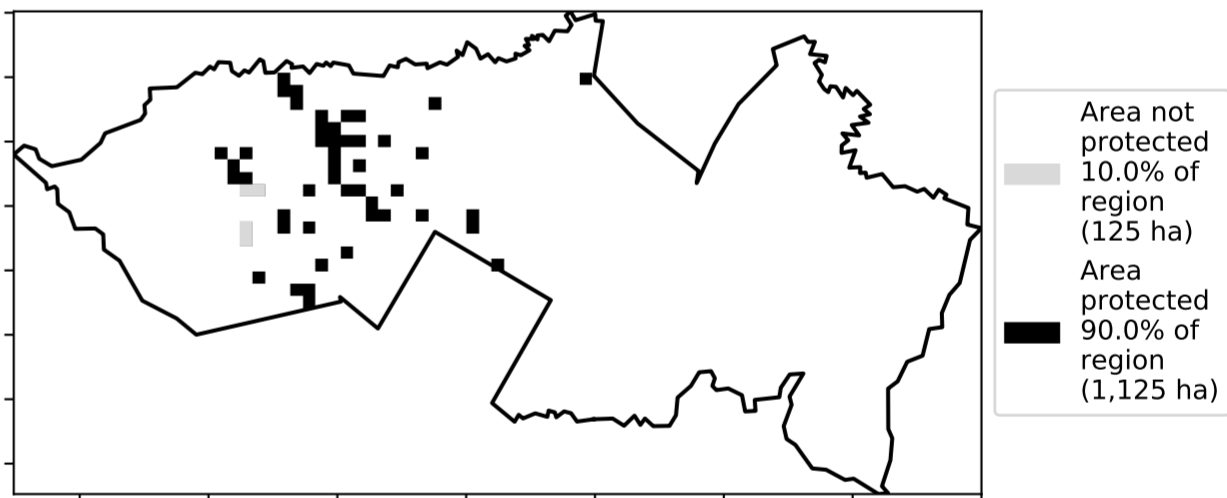 Area not
protected
10.0% of
region
(125 ha)
Area
protected
90.0% of
region
(1,125 ha)